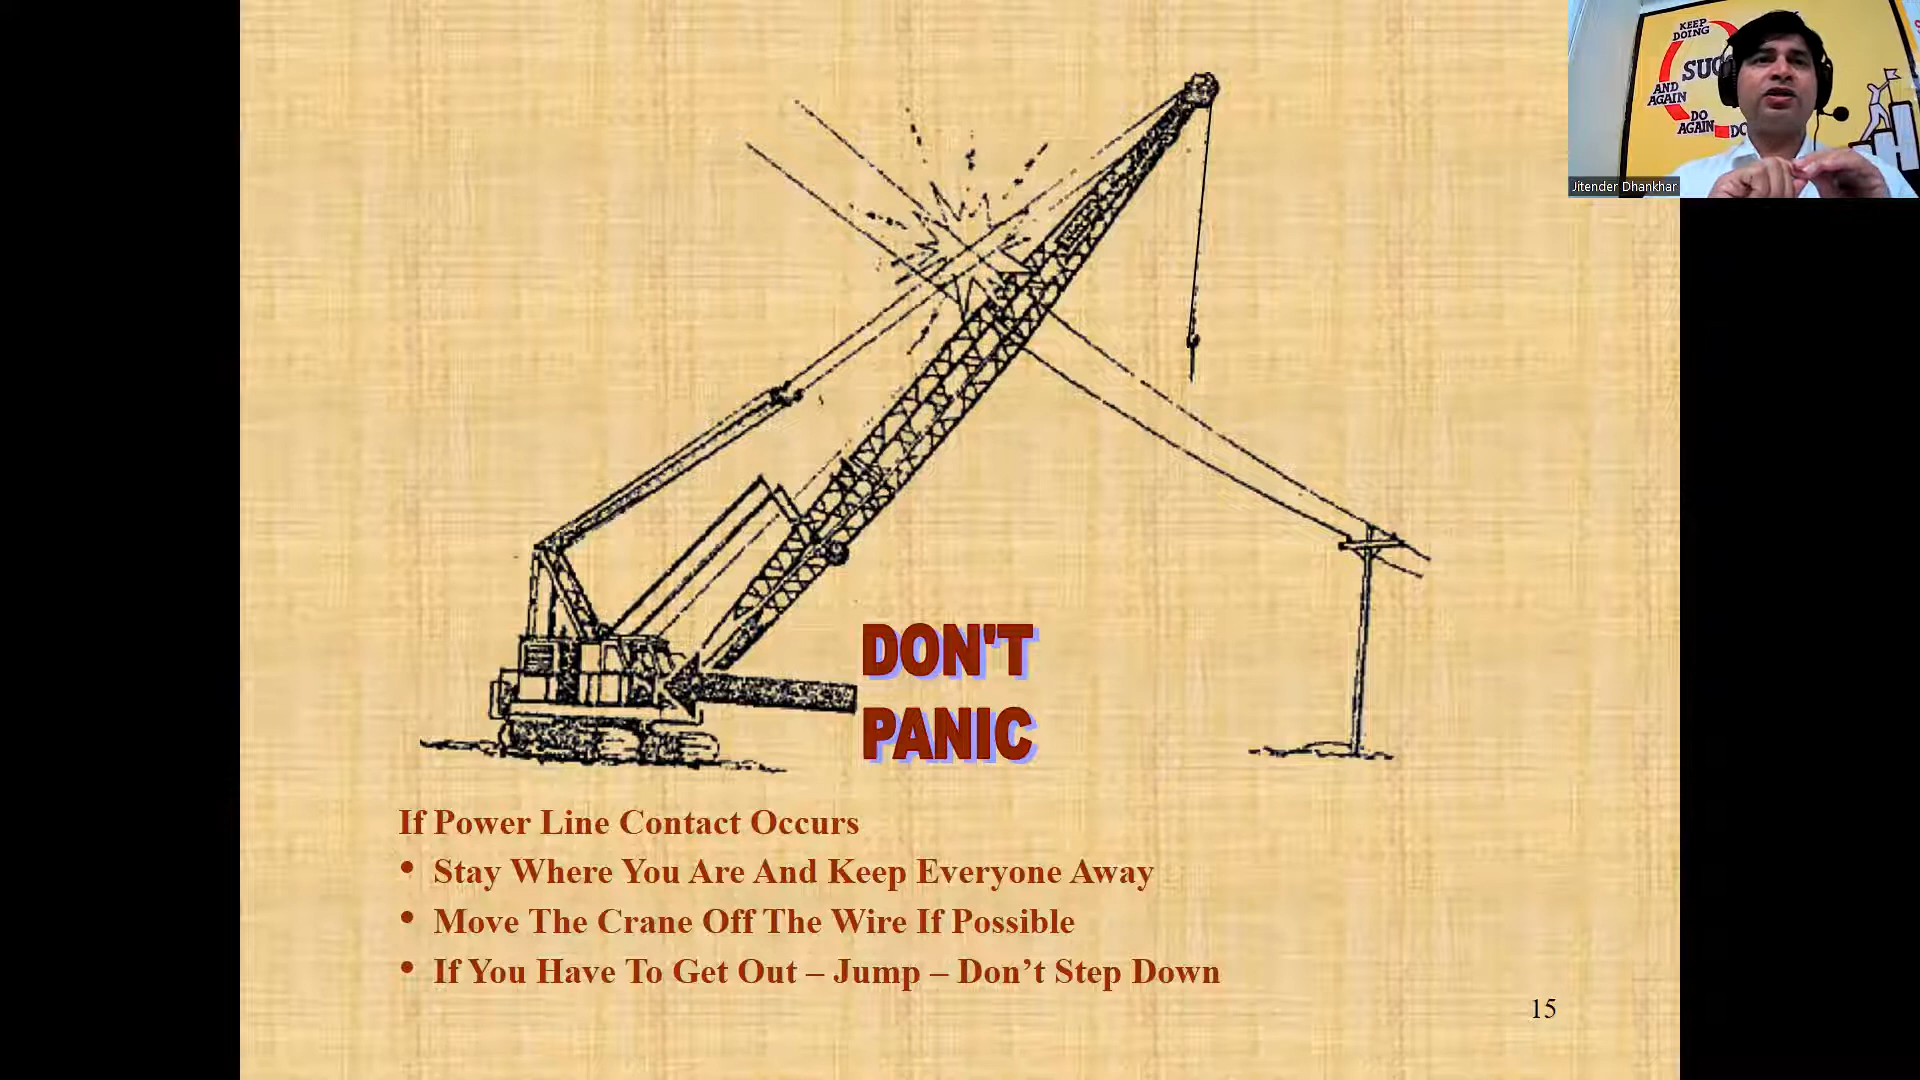 KEEP
DOING
SUC
AND
AGAIN
DO
AGAIN
DO
H
Jitender Dhankhar
DON'T
PANIC
If Power Line Contact Occurs
• Stay Where You Are And Keep Everyone Away
• Move The Crane Off The Wire If Possible
• If You Have To Get Out – Jump – Don’t Step Down
15